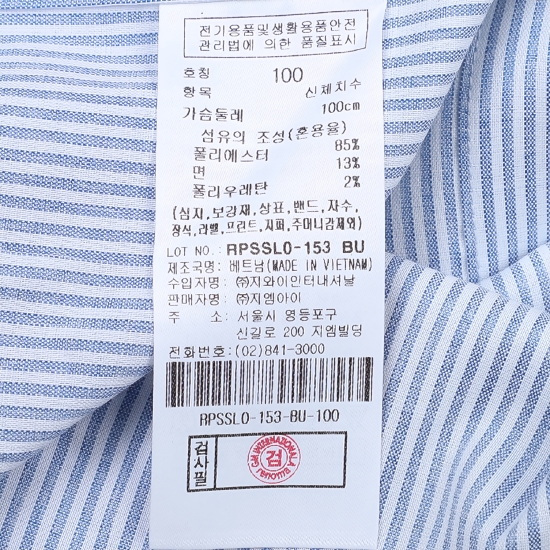 전기용품및생활용품안전
관리법에 의한 품질표시
호칭 100
항목 신체치수
가슴둘레 100cm
섬유의 조성(혼용율)
폴리에스터 85%
면 13%
폴리우레탄 2%
(심지,보강재,상표,밴드,자수,
장식,라벨,프린트,지퍼,주머니감제외)
LOT NO.: RPSSL0-153 BU
제조국명: 베트남(MADE IN VIETNAM)
수입자명: ㈜지와이인터내셔날
판매자명: ㈜지엠아이
주 소: 서울시 영등포구
신길로 200 지엠빌딩
전화번호: (02)841-3000
RPSSL0-153-BU-100
검사필
GMI INTERNATIONAL
검
renoma